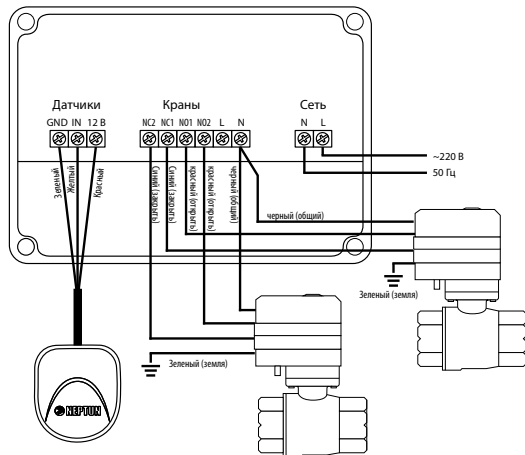 Датчики
Краны
Сеть
GND IN 12 В
NC2 NC1 NO1 NO2 L N
N L
~220 В
50 Гц
Зеленый
Желтый
Красный
Синий (закрыть)
Синий (закрыть)
красный (открыть)
красный (открыть)
черный (общий)
черный (общий)
Зеленый (земля)
Зеленый (земля)
NEPTUN